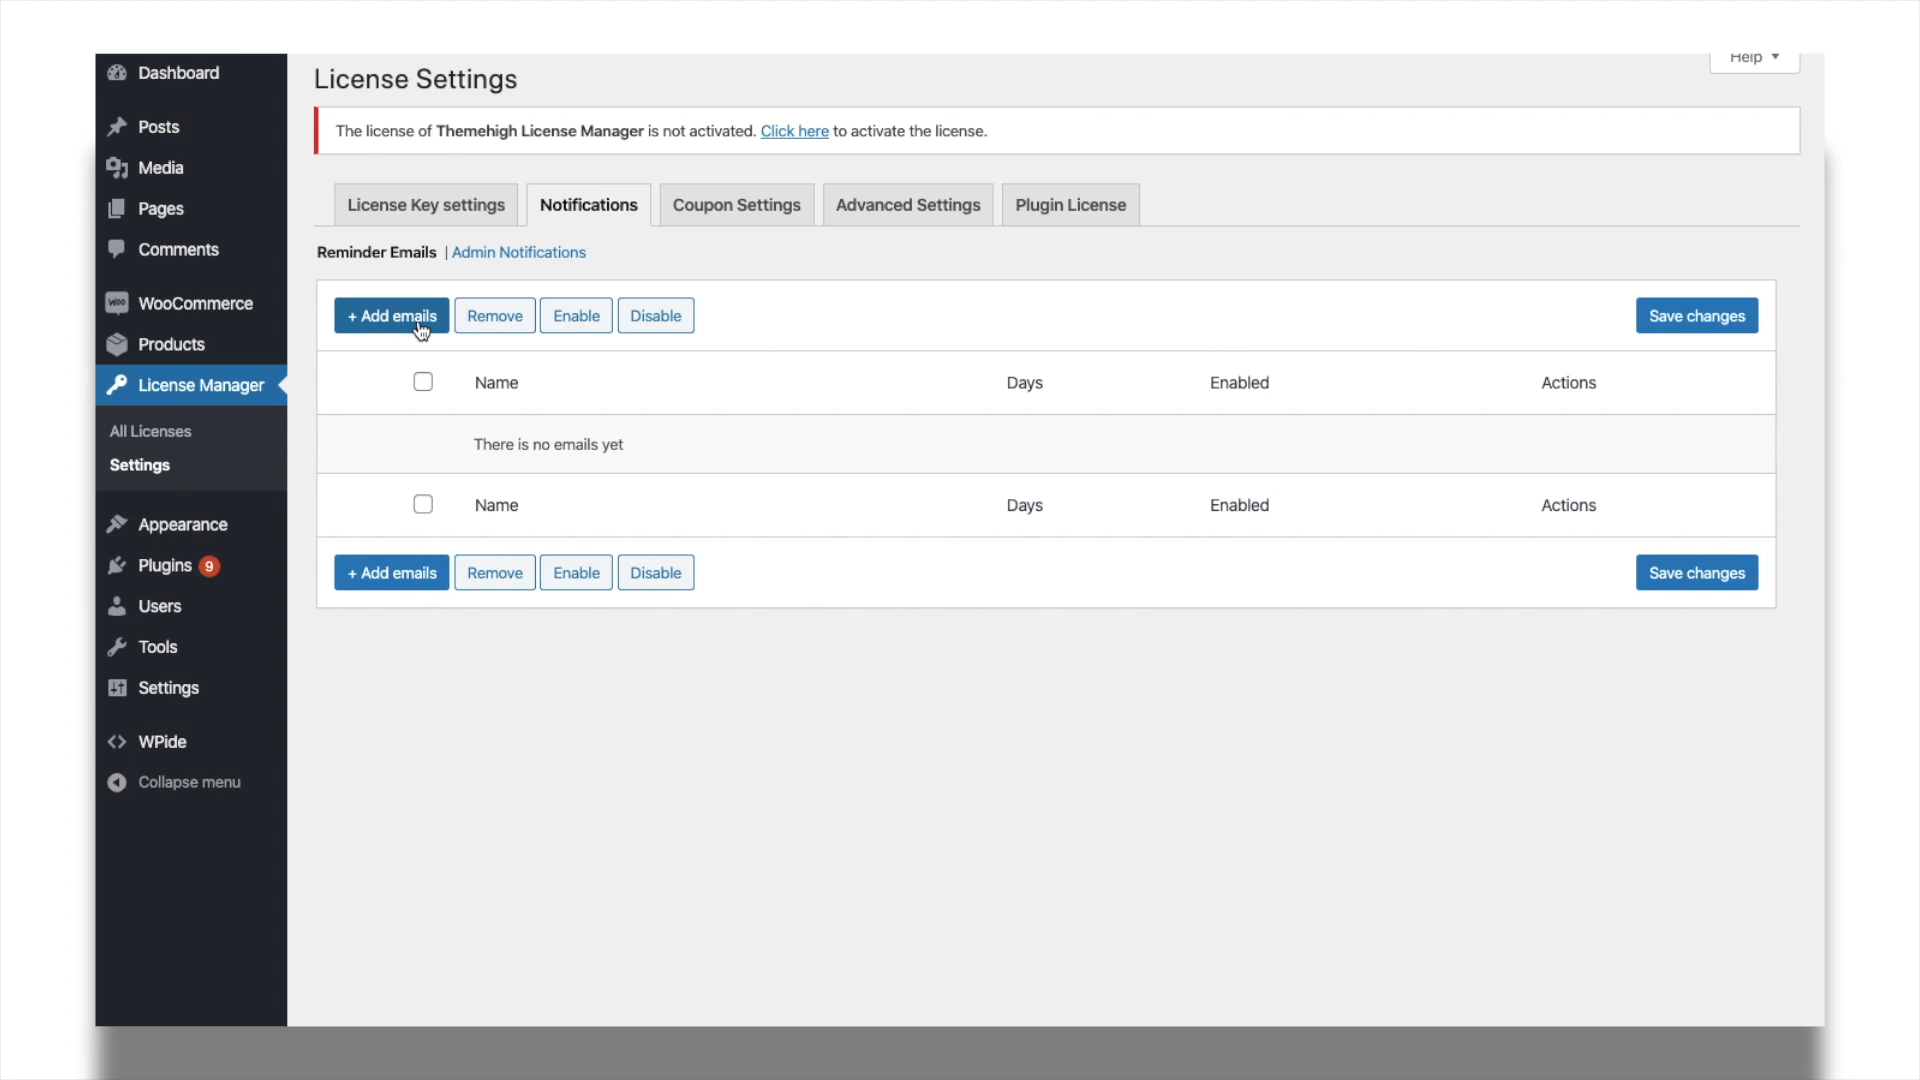 Dashboard
Posts
Media
Pages
Comments
WOO WooCommerce
Products
License Manager
All Licenses
Settings
Appearance
Plugins 9
Users
Tools
Settings
WPide
Collapse menu
Help
License Settings
The license of Themehigh License Manager is not activated. Click here to activate the license.
License Key settings Notifications Coupon Settings Advanced Settings Plugin License
Reminder Emails | Admin Notifications
+ Add emails Remove Enable Disable Save changes
Name Days Enabled Actions
There is no emails yet
Name Days Enabled Actions
+ Add emails Remove Enable Disable Save changes